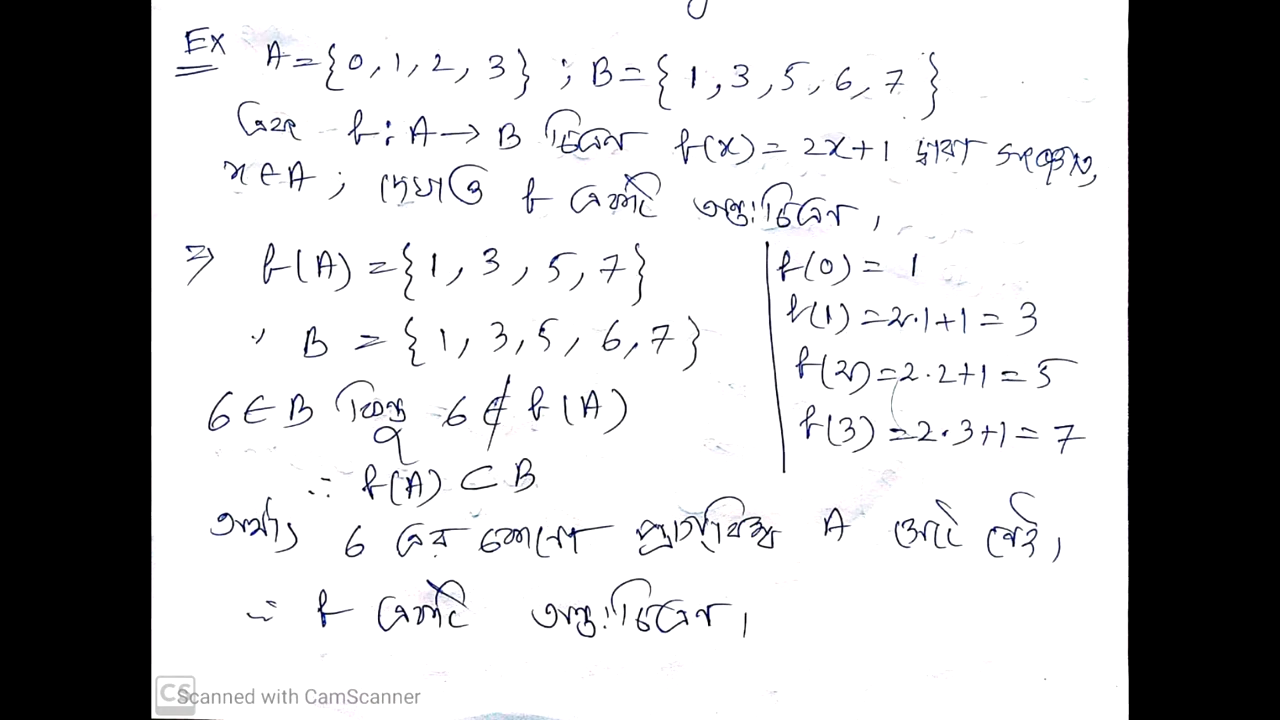 Ex A = {0, 1, 2, 3} ; B = {1, 3, 5, 6, 7}
এবং f : A → B চিত্রণ f(x) = 2x+1 দ্বারা সংজ্ঞায়িত,
x ∈ A ; দেখাও f একটি অন্তঃচিত্রণ,
⇒ f(A) = {1, 3, 5, 7}
f(0) = 1
f(1) = 2.1+1 = 3
B = {1, 3, 5, 6, 7}
f(2) = 2.2+1 = 5
6 ∈ B কিন্তু 6 ∉ f(A)
f(3) = 2.3+1 = 7
∴ f(A) ⊂ B
অর্থাৎ 6 এর কোনো প্রাক্‌বিম্ব A তে নেই,
∴ f একটি অন্তঃচিত্রণ।
CS Scanned with CamScanner